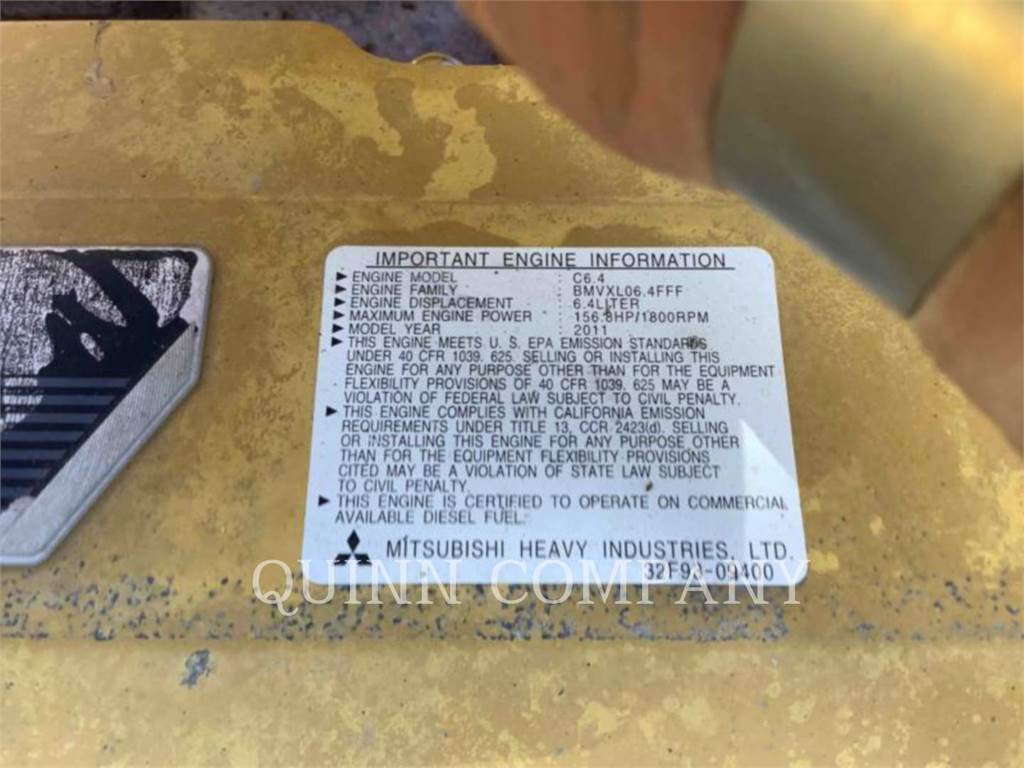 IMPORTANT ENGINE INFORMATION
ENGINE MODEL : C6.4
ENGINE FAMILY : BMVXL06.4FFF
ENGINE DISPLACEMENT : 6.4LITER
MAXIMUM ENGINE POWER : 156.8HP/1800RPM
MODEL YEAR : 2011
THIS ENGINE MEETS U. S. EPA EMISSION STANDARDS
UNDER 40 CFR 1039. 625. SELLING OR INSTALLING THIS
ENGINE FOR ANY PURPOSE OTHER THAN FOR THE EQUIPMENT
FLEXIBILITY PROVISIONS OF 40 CFR 1039. 625 MAY BE A
VIOLATION OF FEDERAL LAW SUBJECT TO CIVIL PENALTY.
THIS ENGINE COMPLIES WITH CALIFORNIA EMISSION
REQUIREMENTS UNDER TITLE 13, CCR 2423(d). SELLING
OR INSTALLING THIS ENGINE FOR ANY PURPOSE OTHER
THAN FOR THE EQUIPMENT FLEXIBILITY PROVISIONS
CITED MAY BE A VIOLATION OF STATE LAW SUBJECT
TO CIVIL PENALTY.
THIS ENGINE IS CERTIFIED TO OPERATE ON COMMERCIAL
AVAILABLE DIESEL FUEL.
MITSUBISHI HEAVY INDUSTRIES, LTD.
32F93-09400
QUINN COMPANY